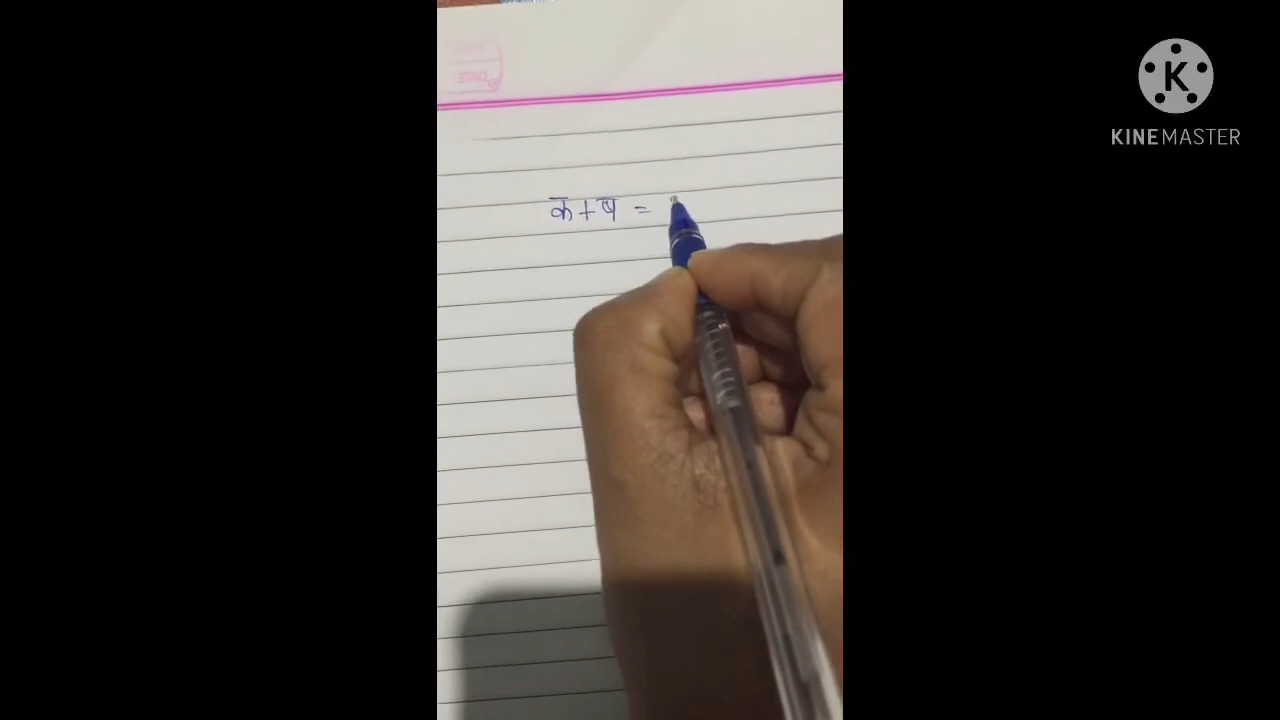 क + ष =
KINEMASTER